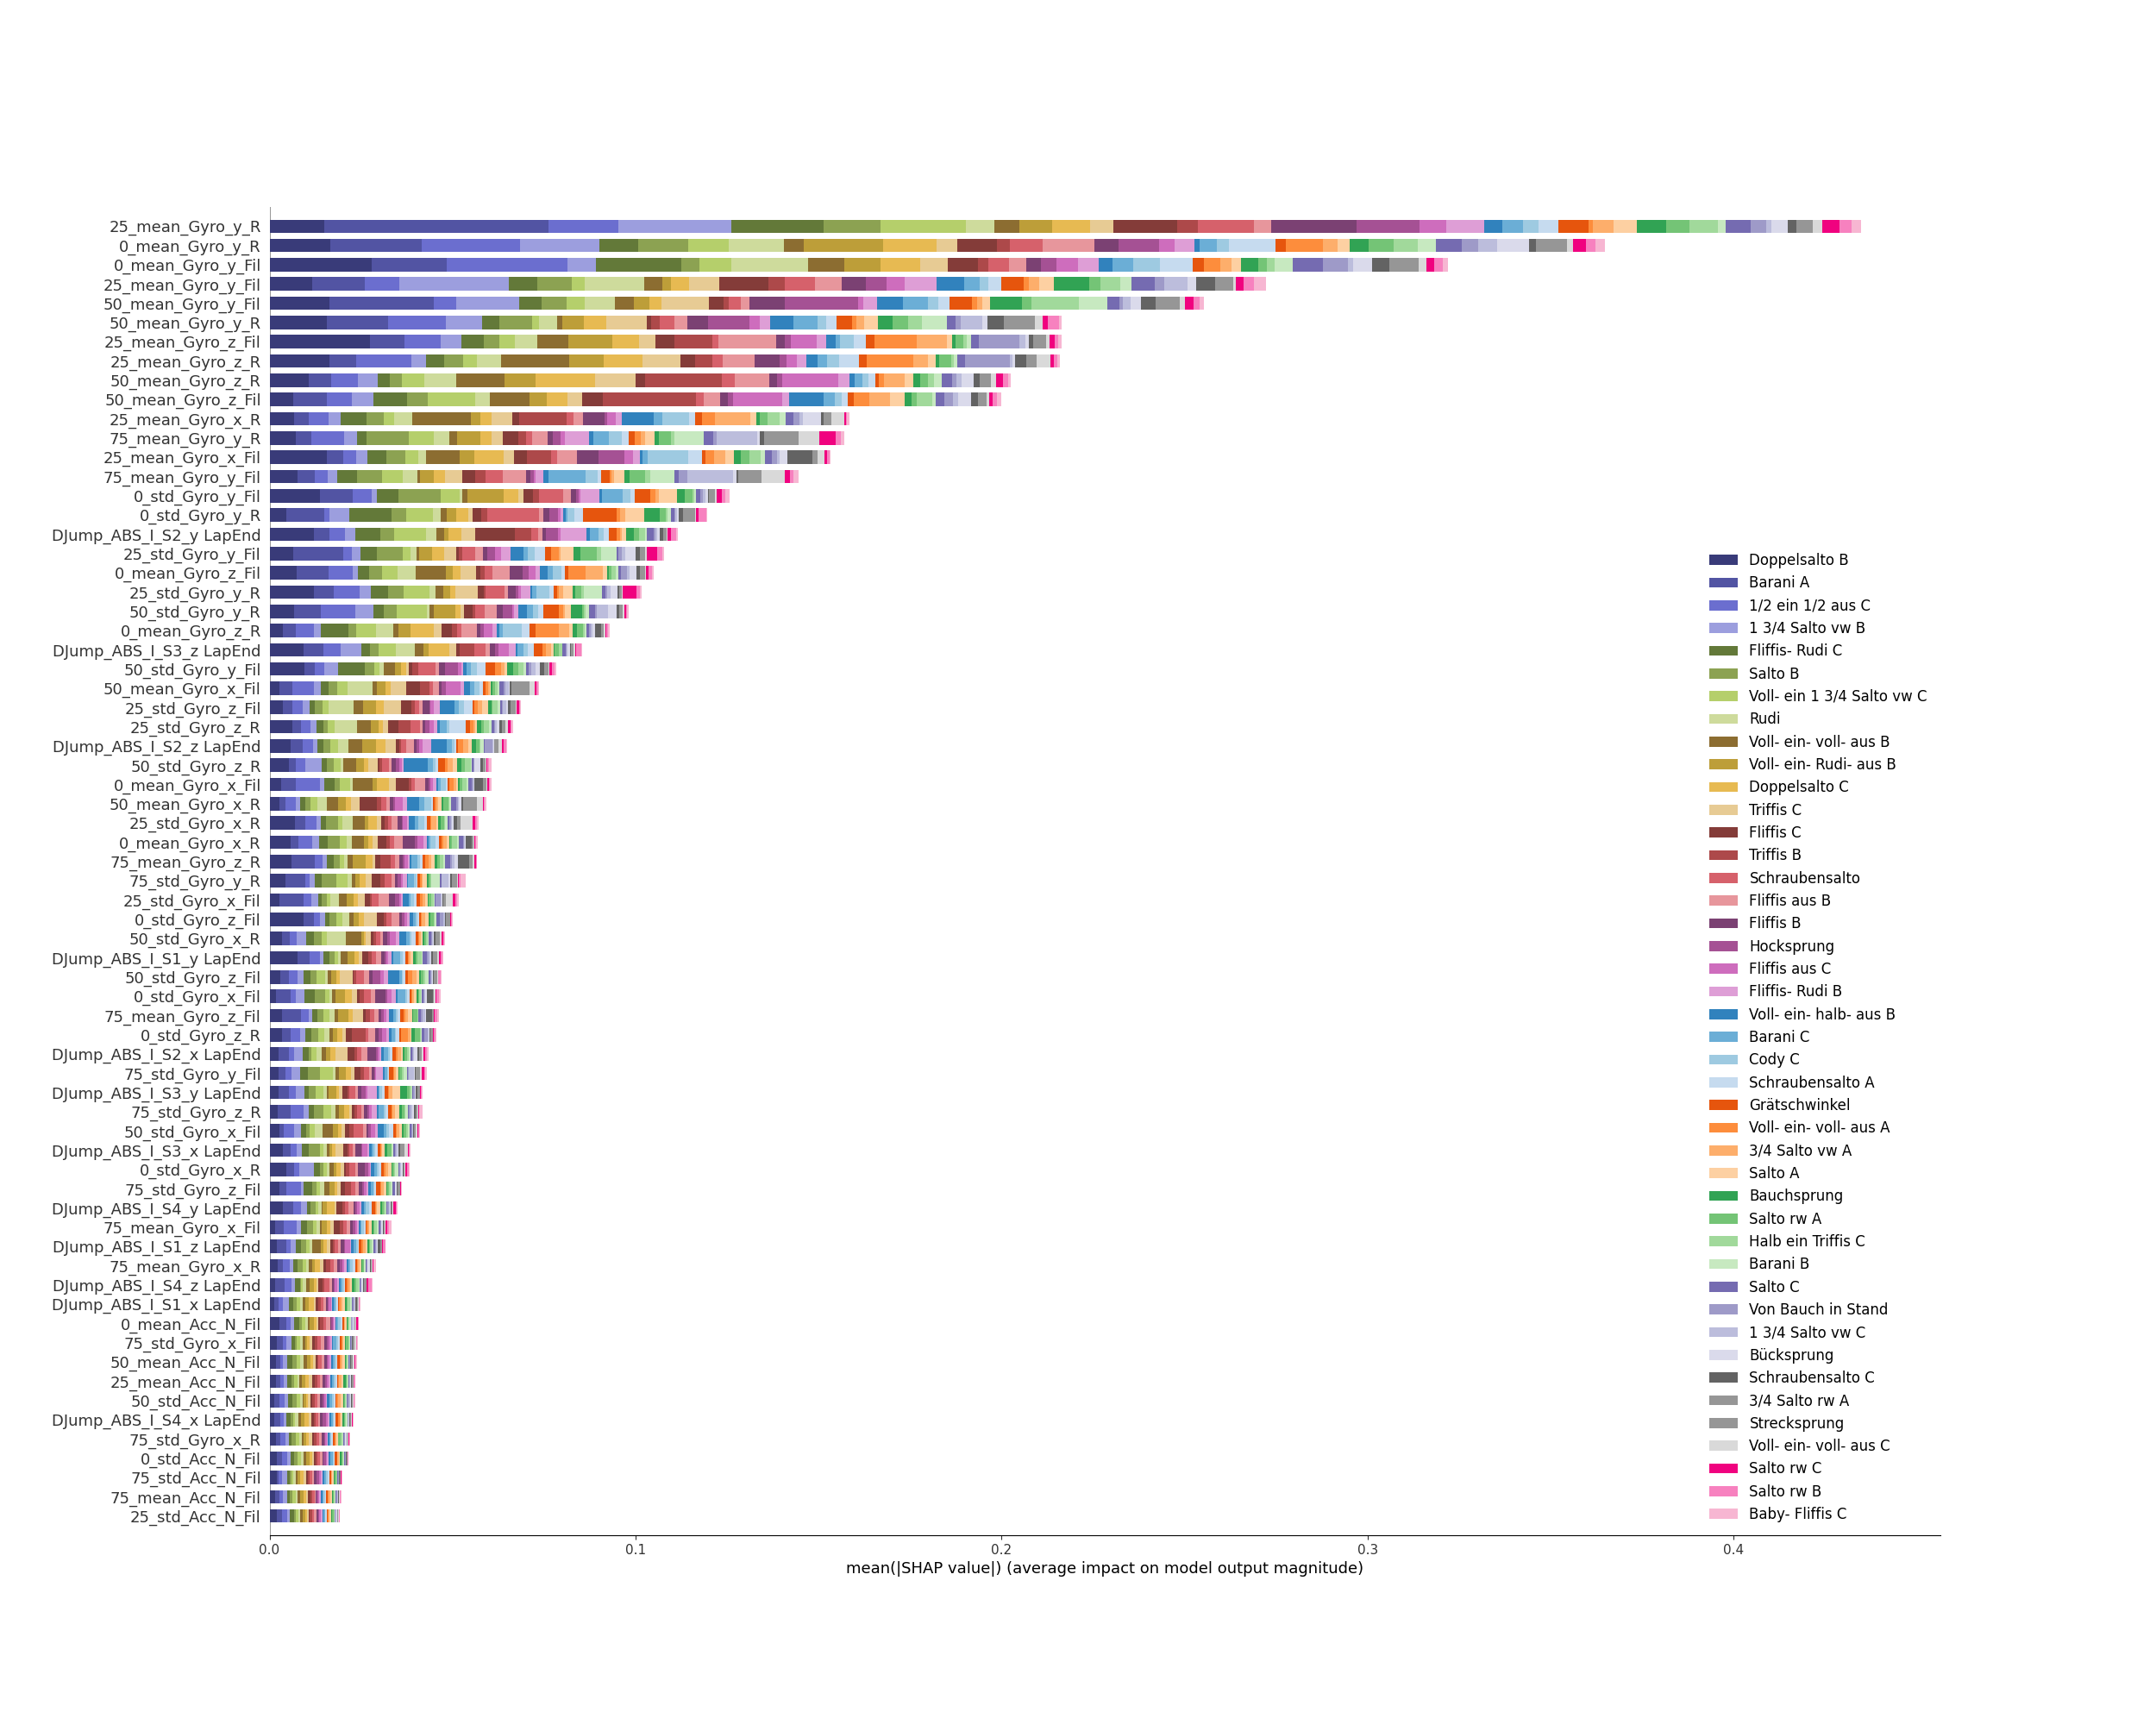 25_mean_Gyro_y_R
0_mean_Gyro_y_R
0_mean_Gyro_y_Fil
25_mean_Gyro_y_Fil
50_mean_Gyro_y_Fil
50_mean_Gyro_y_R
25_mean_Gyro_z_Fil
25_mean_Gyro_z_R
50_mean_Gyro_z_R
50_mean_Gyro_z_Fil
25_mean_Gyro_x_R
75_mean_Gyro_y_R
25_mean_Gyro_x_Fil
75_mean_Gyro_y_Fil
0_std_Gyro_y_Fil
0_std_Gyro_y_R
DJump_ABS_I_S2_y LapEnd
25_std_Gyro_y_Fil
0_mean_Gyro_z_Fil
25_std_Gyro_y_R
50_std_Gyro_y_R
0_mean_Gyro_z_R
DJump_ABS_I_S3_z LapEnd
50_std_Gyro_y_Fil
50_mean_Gyro_x_Fil
25_std_Gyro_z_Fil
25_std_Gyro_z_R
DJump_ABS_I_S2_z LapEnd
50_std_Gyro_z_R
0_mean_Gyro_x_Fil
50_mean_Gyro_x_R
25_std_Gyro_x_R
0_mean_Gyro_x_R
75_mean_Gyro_z_R
75_std_Gyro_y_R
25_std_Gyro_x_Fil
0_std_Gyro_z_Fil
50_std_Gyro_x_R
DJump_ABS_I_S1_y LapEnd
50_std_Gyro_z_Fil
0_std_Gyro_x_Fil
75_mean_Gyro_z_Fil
0_std_Gyro_z_R
DJump_ABS_I_S2_x LapEnd
75_std_Gyro_y_Fil
DJump_ABS_I_S3_y LapEnd
75_std_Gyro_z_R
50_std_Gyro_x_Fil
DJump_ABS_I_S3_x LapEnd
0_std_Gyro_x_R
75_std_Gyro_z_Fil
DJump_ABS_I_S4_y LapEnd
75_mean_Gyro_x_Fil
DJump_ABS_I_S1_z LapEnd
75_mean_Gyro_x_R
DJump_ABS_I_S4_z LapEnd
DJump_ABS_I_S1_x LapEnd
0_mean_Acc_N_Fil
75_std_Gyro_x_Fil
50_mean_Acc_N_Fil
25_mean_Acc_N_Fil
50_std_Acc_N_Fil
DJump_ABS_I_S4_x LapEnd
75_std_Gyro_x_R
0_std_Acc_N_Fil
75_std_Acc_N_Fil
75_mean_Acc_N_Fil
25_std_Acc_N_Fil
Doppelsalto B
Barani A
1/2 ein 1/2 aus C
1 3/4 Salto vw B
Fliffis- Rudi C
Salto B
Voll- ein 1 3/4 Salto vw C
Rudi
Voll- ein- voll- aus B
Voll- ein- Rudi- aus B
Doppelsalto C
Triffis C
Fliffis C
Triffis B
Schraubensalto
Fliffis aus B
Fliffis B
Hocksprung
Fliffis aus C
Fliffis- Rudi B
Voll- ein- halb- aus B
Barani C
Cody C
Schraubensalto A
Grätschwinkel
Voll- ein- voll- aus A
3/4 Salto vw A
Salto A
Bauchsprung
Salto rw A
Halb ein Triffis C
Barani B
Salto C
Von Bauch in Stand
1 3/4 Salto vw C
Bücksprung
Schraubensalto C
3/4 Salto rw A
Strecksprung
Voll- ein- voll- aus C
Salto rw C
Salto rw B
Baby- Fliffis C
0.0 0.1 0.2 0.3 0.4
mean(|SHAP value|) (average impact on model output magnitude)